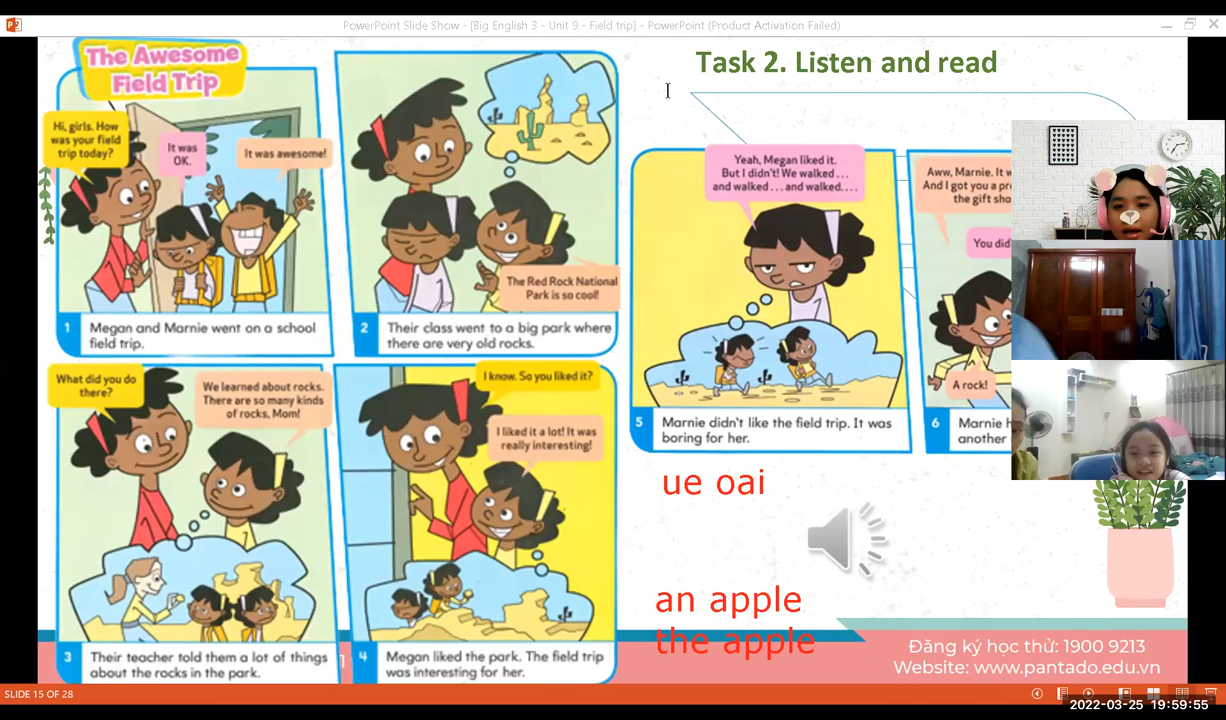 PowerPoint Slide Show - [Big English 3 - Unit 9 - Field trip] - PowerPoint (Product Activation Failed)
The Awesome
Field Trip
Hi, girls. How
was your field
trip today?
It was
OK.
It was awesome!
1 Megan and Marnie went on a school
field trip.
The Red Rock National
Park is so cool!
2 Their class went to a big park where
there are very old rocks.
What did you do
there?
We learned about rocks.
There are so many kinds
of rocks, Mom!
3 Their teacher told them a lot of things
about the rocks in the park.
I know. So you liked it?
I liked it a lot! It was
really interesting!
4 Megan liked the park. The field trip
was interesting for her.
Task 2. Listen and read
Yeah, Megan liked it.
But I didn't! We walked ...
and walked ... and walked....
5 Marnie didn't like the field trip. It was
boring for her.
Aww, Marnie. It w
And I got you a pr
the gift sho
You did
A rock!
6 Marnie h
another
ue oai
an apple
the apple
Đăng ký học thử: 1900 9213
Website: www.pantado.edu.vn
SLIDE 15 OF 28
2022-03-25 19:59:55